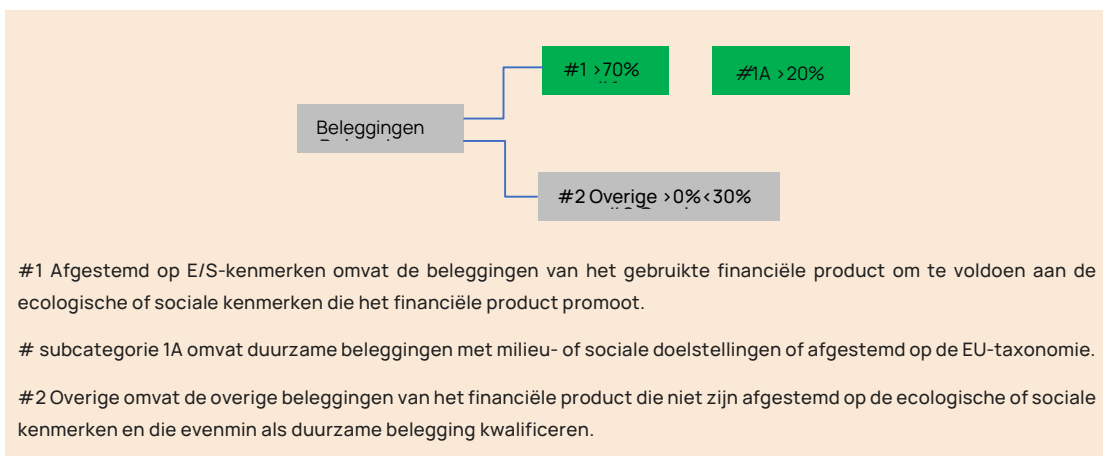 #1 >70%
#1A >20%
Beleggingen
#2 Overige >0%<30%
#1 Afgestemd op E/S-kenmerken omvat de beleggingen van het gebruikte financiële product om te voldoen aan de
ecologische of sociale kenmerken die het financiële product promoot.
# subcategorie 1A omvat duurzame beleggingen met milieu- of sociale doelstellingen of afgestemd op de EU-taxonomie.
#2 Overige omvat de overige beleggingen van het financiële product die niet zijn afgestemd op de ecologische of sociale
kenmerken en die evenmin als duurzame belegging kwalificeren.